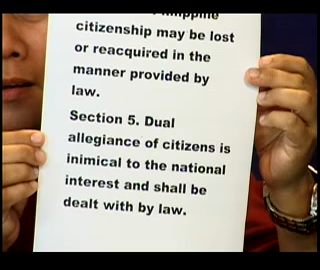 Philippine
citizenship may be lost
or reacquired in the
manner provided by
law.
Section 5. Dual
allegiance of citizens is
inimical to the national
interest and shall be
dealt with by law.